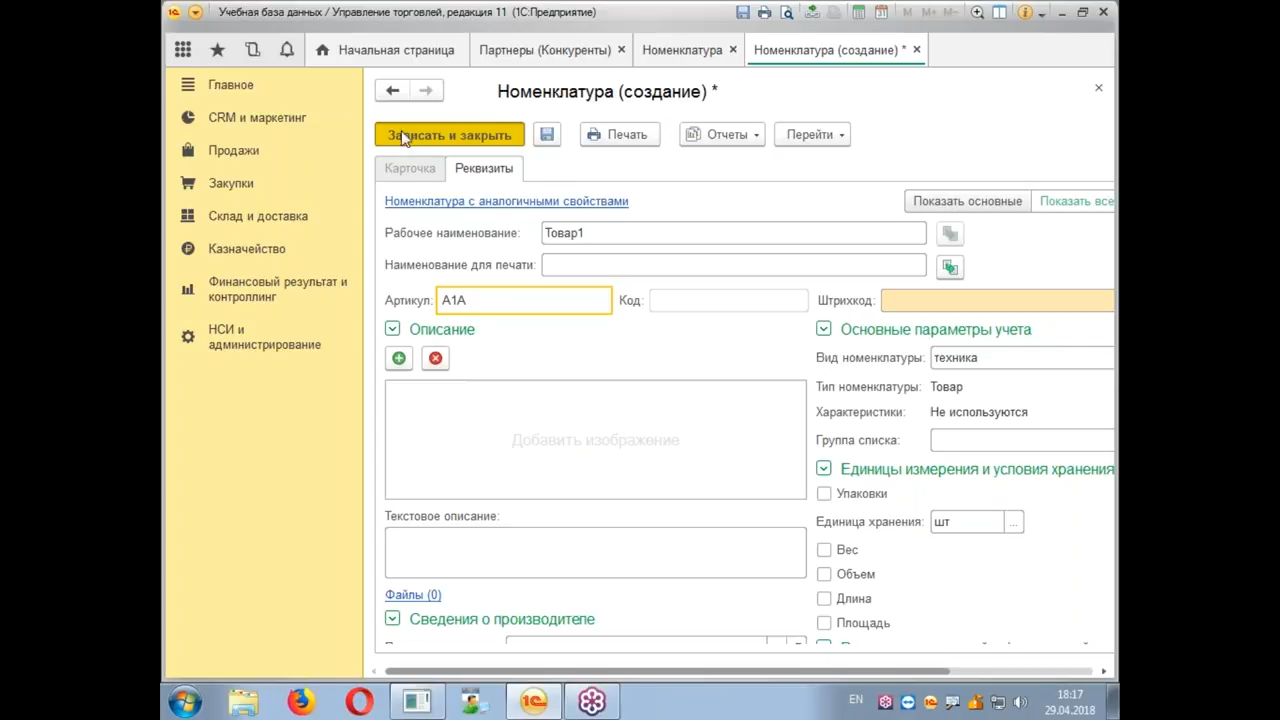 Учебная база данных / Управление торговлей, редакция 11 (1С:Предприятие)
M M+ M-
Начальная страница
Партнеры (Конкуренты)
Номенклатура
Номенклатура (создание) *
Главное
CRM и маркетинг
Продажи
Закупки
Склад и доставка
Казначейство
Финансовый результат и
контроллинг
НСИ и
администрирование
Номенклатура (создание) *
Записать и закрыть
Печать
Отчеты
Перейти
Карточка
Реквизиты
Номенклатура с аналогичными свойствами
Показать основные
Показать все
Рабочее наименование: Товар1
Наименование для печати:
Артикул: А1А
Код:
Штрихкод:
Описание
Основные параметры учета
Вид номенклатуры: техника
Тип номенклатуры: Товар
Характеристики: Не используются
Группа списка:
Добавить изображение
Единицы измерения и условия хранения
Упаковки
Единица хранения: шт ...
Текстовое описание:
Вес
Объем
Длина
Площадь
Файлы (0)
Сведения о производителе
EN
18:17
29.04.2018